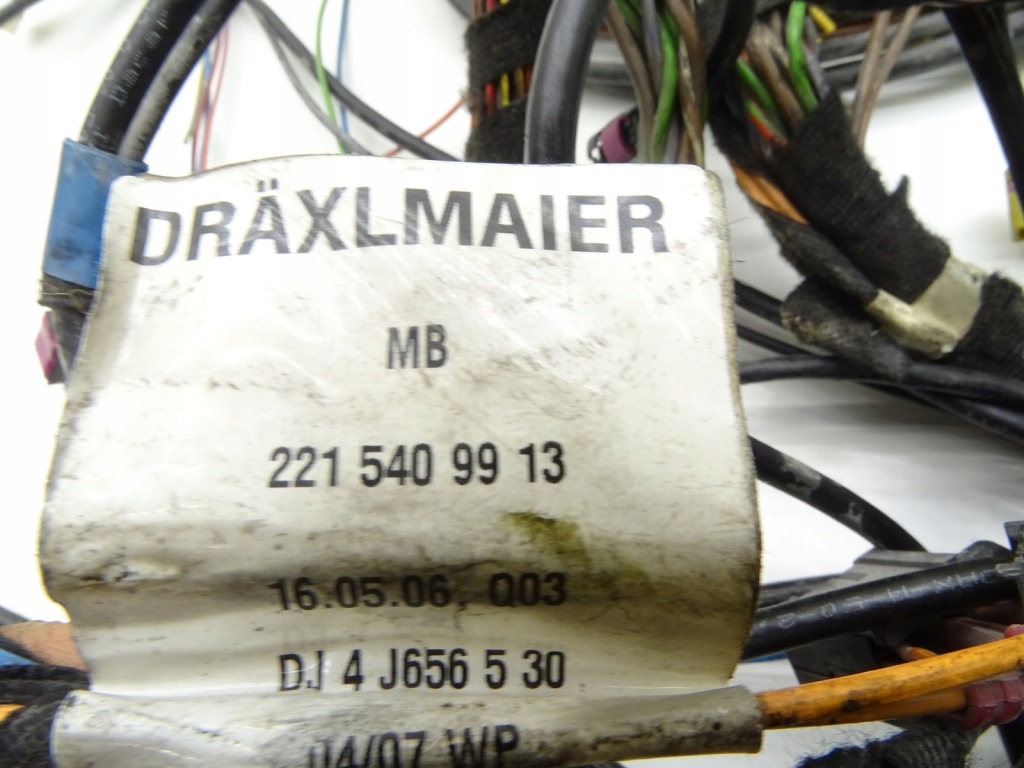 DRÄXLMAIER
MB
221 540 99 13
16.05.06, Q03
DJ 4 J656 5 30
04/07 WP